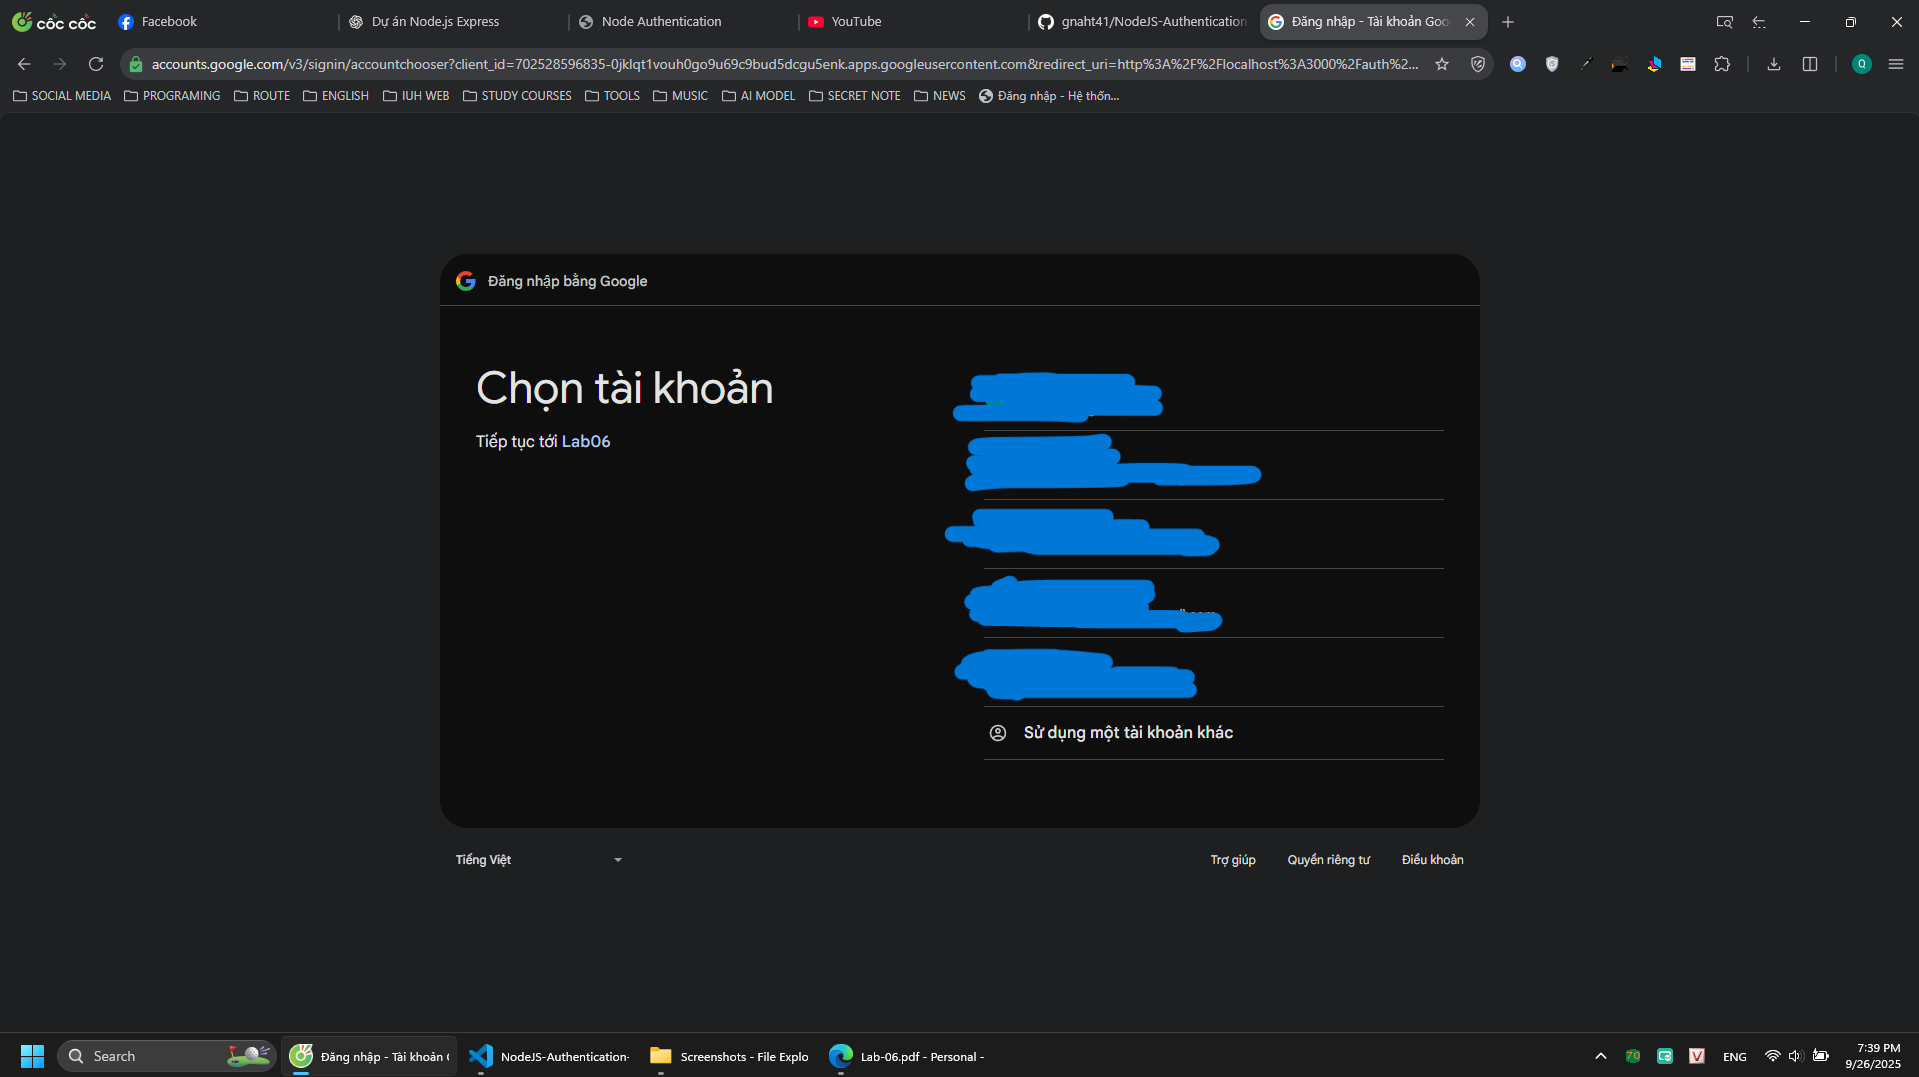 cốc cốc
Facebook
Dự án Node.js Express
Node Authentication
YouTube
gnaht41/NodeJS-Authentication
Đăng nhập - Tài khoản Goo
accounts.google.com/v3/signin/accountchooser?client_id=702528596835-0jklqt1vouh0go9u69c9bud5dcgu5enk.apps.googleusercontent.com&redirect_uri=http%3A%2F%2Flocalhost%3A3000%2Fauth%2...
Q
SOCIAL MEDIA
PROGRAMING
ROUTE
ENGLISH
IUH WEB
STUDY COURSES
TOOLS
MUSIC
AI MODEL
SECRET NOTE
NEWS
Đăng nhập - Hệ thốn...
Đăng nhập bằng Google
Chọn tài khoản
Tiếp tục tới Lab06
Sử dụng một tài khoản khác
Tiếng Việt
Trợ giúp
Quyền riêng tư
Điều khoản
Search
Đăng nhập - Tài khoản
NodeJS-Authentication-
Screenshots - File Explo
Lab-06.pdf - Personal -
70
V
ENG
7:39 PM
9/26/2025